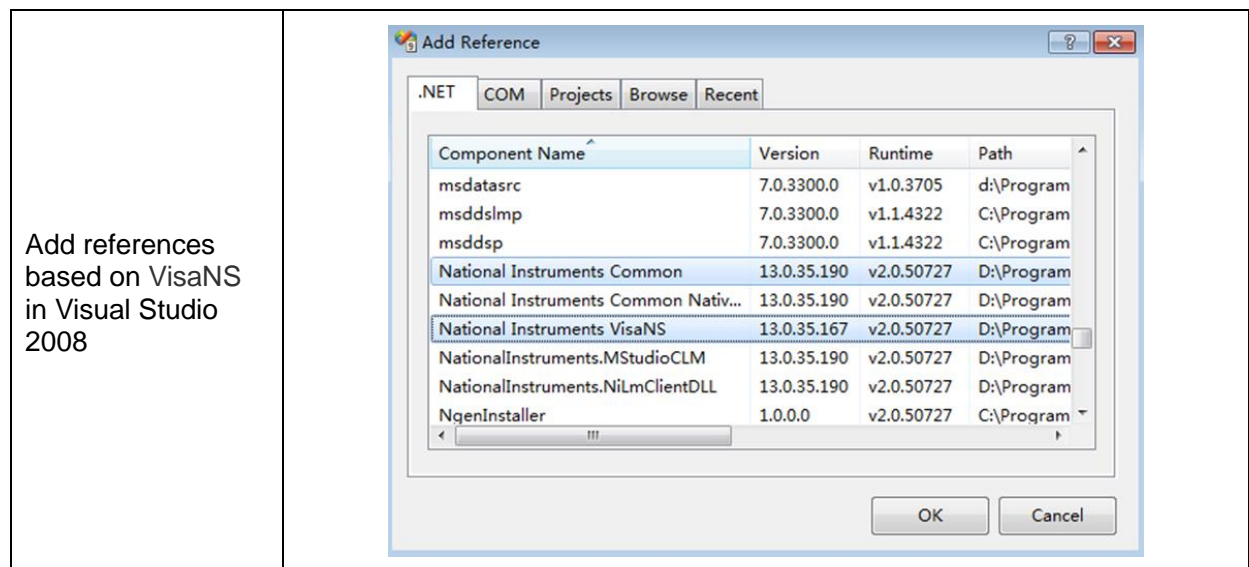 Add references
based on VisaNS
in Visual Studio
2008
Add Reference
.NET COM Projects Browse Recent
Component Name Version Runtime Path
msdatasrc 7.0.3300.0 v1.0.3705 d:\Program
msddslmp 7.0.3300.0 v1.1.4322 C:\Program
msddsp 7.0.3300.0 v1.1.4322 C:\Program
National Instruments Common 13.0.35.190 v2.0.50727 D:\Program
National Instruments Common Nativ... 13.0.35.190 v2.0.50727 D:\Program
National Instruments VisaNS 13.0.35.167 v2.0.50727 D:\Program
NationalInstruments.MStudioCLM 13.0.35.190 v2.0.50727 D:\Program
NationalInstruments.NiLmClientDLL 13.0.35.190 v2.0.50727 D:\Program
NgenInstaller 1.0.0.0 v2.0.50727 C:\Program
OK Cancel